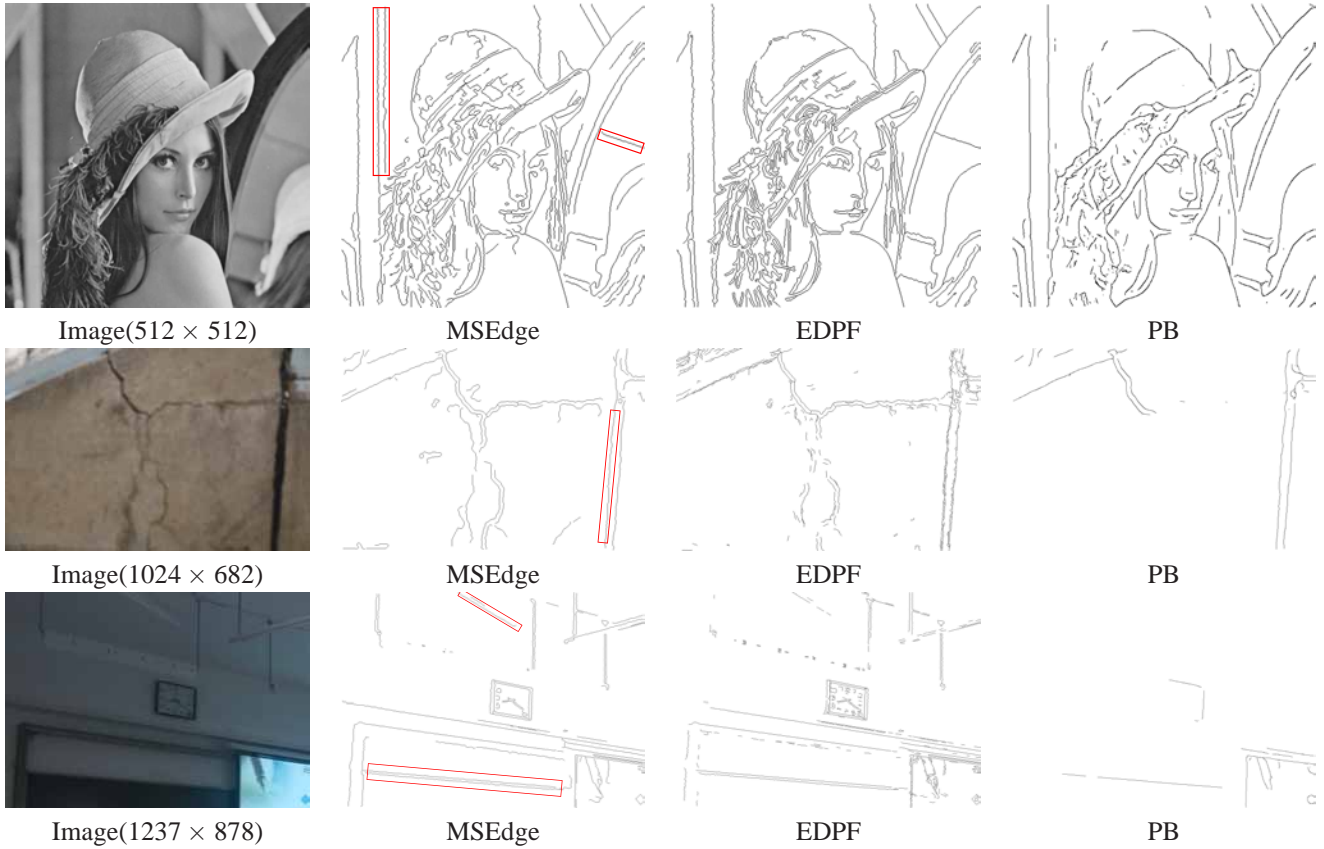 Image(512 × 512) MSEdge EDPF PB
Image(1024 × 682) MSEdge EDPF PB
Image(1237 × 878) MSEdge EDPF PB